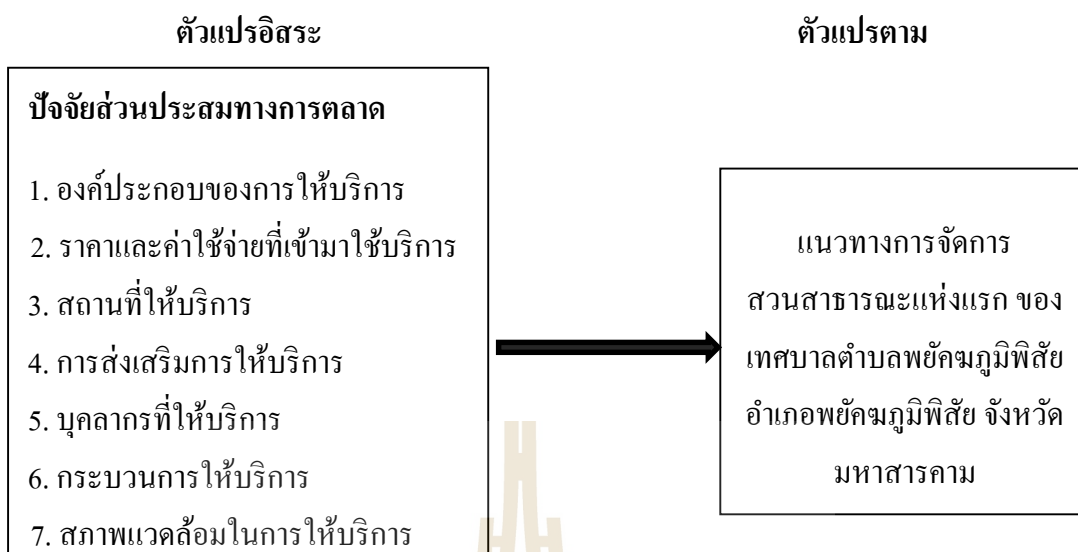 ตัวแปรอิสระ
ตัวแปรตาม
ปัจจัยส่วนประสมทางการตลาด
1. องค์ประกอบของการให้บริการ
2. ราคาและค่าใช้จ่ายที่เข้ามาใช้บริการ
3. สถานที่ให้บริการ
4. การส่งเสริมการให้บริการ
5. บุคลากรที่ให้บริการ
6. กระบวนการให้บริการ
7. สภาพแวดล้อมในการให้บริการ
แนวทางการจัดการ
สวนสาธารณะแห่งแรก ของ
เทศบาลตำบลพยัคฆภูมิพิสัย
อำเภอพยัคฆภูมิพิสัย จังหวัด
มหาสารคาม